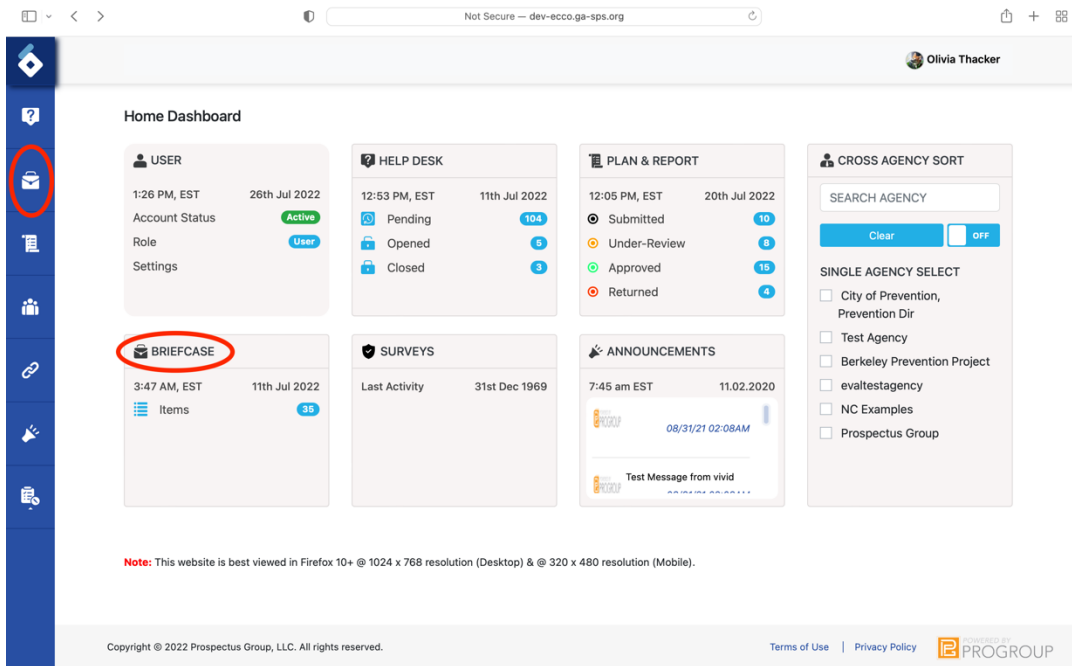 Not Secure — dev-ecco.ga-sps.org
Olivia Thacker
Home Dashboard
USER
1:26 PM, EST 26th Jul 2022
Account Status Active
Role User
Settings
HELP DESK
12:53 PM, EST 11th Jul 2022
Pending 104
Opened 5
Closed 3
PLAN & REPORT
12:05 PM, EST 20th Jul 2022
Submitted 10
Under-Review 8
Approved 15
Returned 4
CROSS AGENCY SORT
SEARCH AGENCY
Clear OFF
SINGLE AGENCY SELECT
City of Prevention,
Prevention Dir
Test Agency
Berkeley Prevention Project
evaltestagency
NC Examples
Prospectus Group
BRIEFCASE
3:47 AM, EST 11th Jul 2022
Items 35
SURVEYS
Last Activity 31st Dec 1969
ANNOUNCEMENTS
7:45 am EST 11.02.2020
PROGROUP
08/31/21 02:08AM
Test Message from vivid
PROGROUP
Note: This website is best viewed in Firefox 10+ @ 1024 x 768 resolution (Desktop) & @ 320 x 480 resolution (Mobile).
Copyright © 2022 Prospectus Group, LLC. All rights reserved.
Terms of Use | Privacy Policy
POWERED BY
PROGROUP